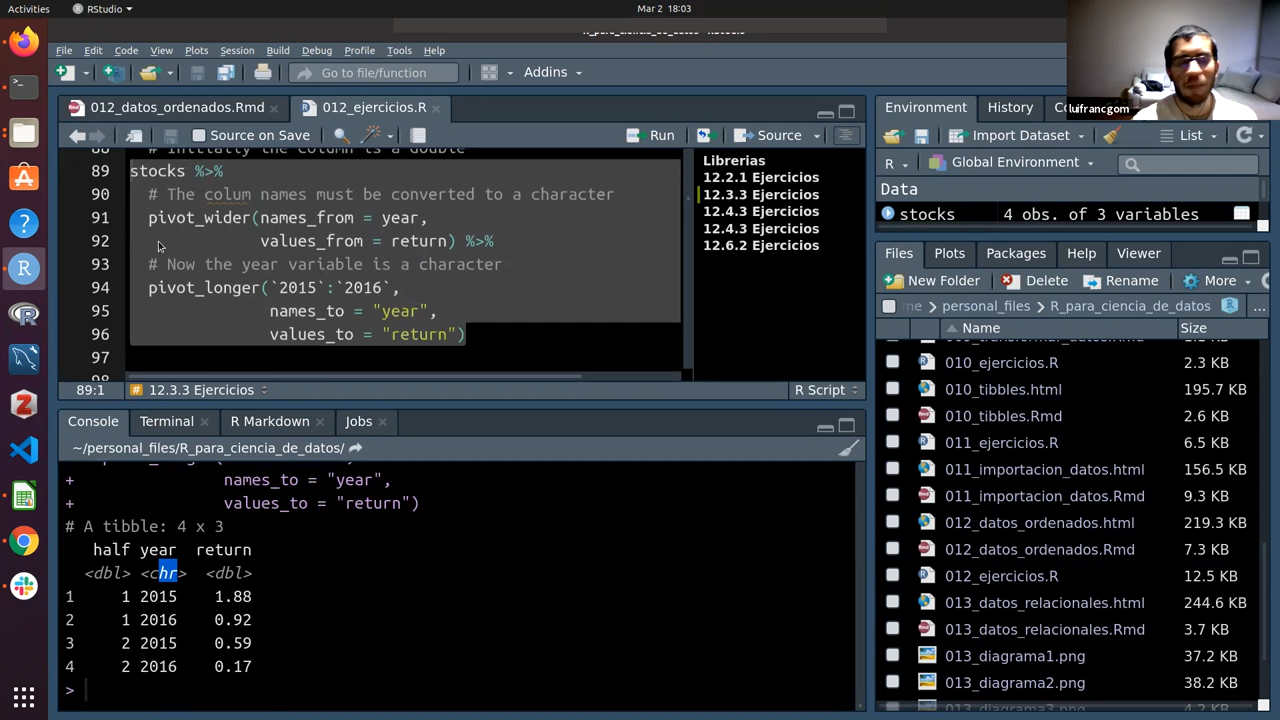 Activities
RStudio
Mar 2 18:03
File Edit Code View Plots Session Build Debug Profile Tools Help
Go to file/function
Addins
luifrancgom
012_datos_ordenados.Rmd
012_ejercicios.R
Source on Save
Run
Source
89 stocks %>%
90 # The colum names must be converted to a character
91 pivot_wider(names_from = year,
92 values_from = return) %>%
93 # Now the year variable is a character
94 pivot_longer(`2015`:`2016`,
95 names_to = "year",
96 values_to = "return")
97
98
89:1
12.3.3 Ejercicios
R Script
Librerias
12.2.1 Ejercicios
12.3.3 Ejercicios
12.4.3 Ejercicios
12.4.3 Ejercicios
12.6.2 Ejercicios
Console Terminal R Markdown Jobs
~/personal_files/R_para_ciencia_de_datos/
+ names_to = "year",
+ values_to = "return")
# A tibble: 4 x 3
half year return
<dbl> <chr> <dbl>
1 1 2015 1.88
2 1 2016 0.92
3 2 2015 0.59
4 2 2016 0.17
>
Environment History
Import Dataset
List
R
Global Environment
Data
stocks 4 obs. of 3 variables
Files Plots Packages Help Viewer
New Folder Delete Rename More
me personal_files R_para_ciencia_de_datos ...
Name Size
010_ejercicios.R 2.3 KB
010_tibbles.html 195.7 KB
010_tibbles.Rmd 2.6 KB
011_ejercicios.R 6.5 KB
011_importacion_datos.html 156.5 KB
011_importacion_datos.Rmd 9.3 KB
012_datos_ordenados.html 219.3 KB
012_datos_ordenados.Rmd 7.3 KB
012_ejercicios.R 12.5 KB
013_datos_relacionales.html 244.6 KB
013_datos_relacionales.Rmd 3.7 KB
013_diagrama1.png 37.2 KB
013_diagrama2.png 38.2 KB